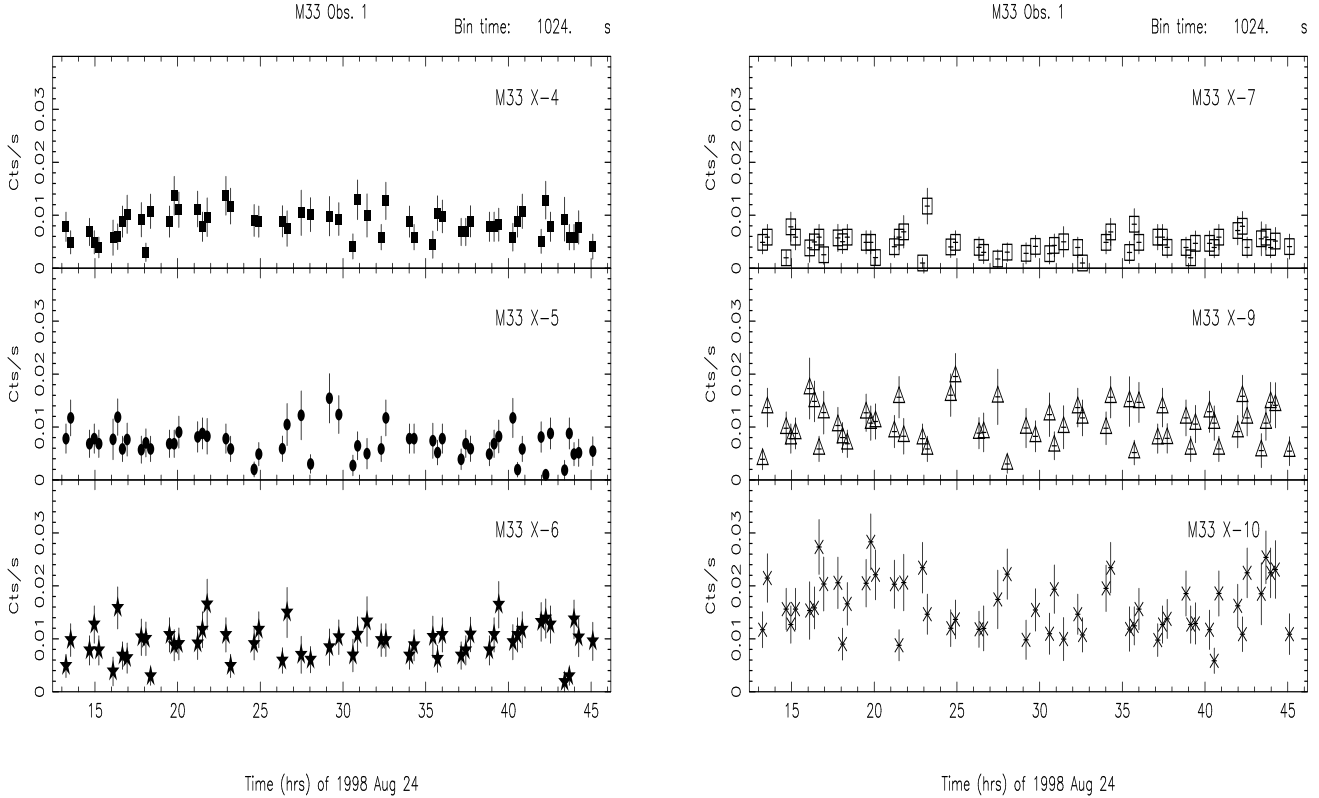 M33 Obs. 1
Bin time: 1024. s
M33 X-4
Cts/s
0 0.01 0.02 0.03
M33 X-5
Cts/s
0 0.01 0.02 0.03
M33 X-6
Cts/s
0 0.01 0.02 0.03
15 20 25 30 35 40 45
Time (hrs) of 1998 Aug 24
M33 Obs. 1
Bin time: 1024. s
M33 X-7
Cts/s
0 0.01 0.02 0.03
M33 X-9
Cts/s
0 0.01 0.02 0.03
M33 X-10
Cts/s
0 0.01 0.02 0.03
15 20 25 30 35 40 45
Time (hrs) of 1998 Aug 24